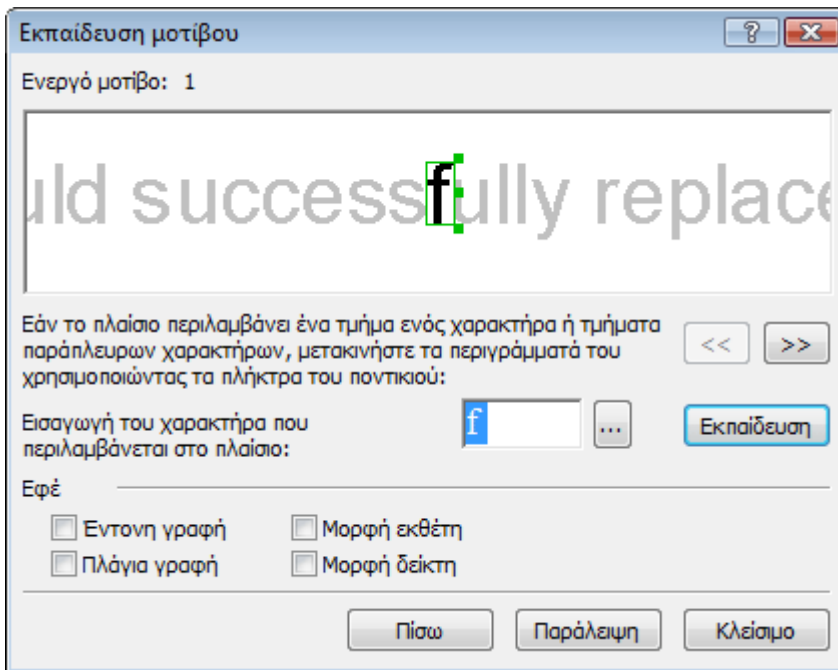 Εκπαίδευση μοτίβου
Ενεργό μοτίβο: 1
uld successfully replace
Εάν το πλαίσιο περιλαμβάνει ένα τμήμα ενός χαρακτήρα ή τμήματα
παράπλευρων χαρακτήρων, μετακινήστε τα περιγράμματά του
χρησιμοποιώντας τα πλήκτρα του ποντικιού:
<< >>
Εισαγωγή του χαρακτήρα που
περιλαμβάνεται στο πλαίσιο:
f ... Εκπαίδευση
Εφέ
Έντονη γραφή Μορφή εκθέτη
Πλάγια γραφή Μορφή δείκτη
Πίσω Παράλειψη Κλείσιμο